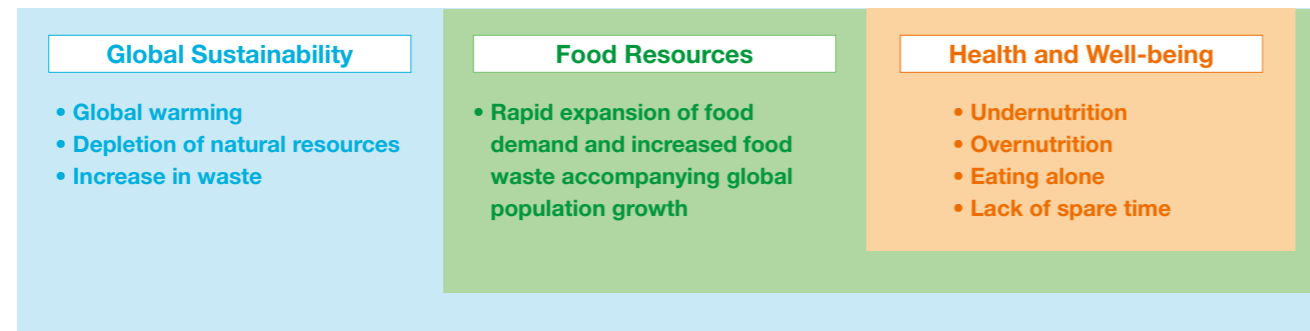 Global Sustainability
• Global warming
• Depletion of natural resources
• Increase in waste
Food Resources
• Rapid expansion of food
demand and increased food
waste accompanying global
population growth
Health and Well-being
• Undernutrition
• Overnutrition
• Eating alone
• Lack of spare time